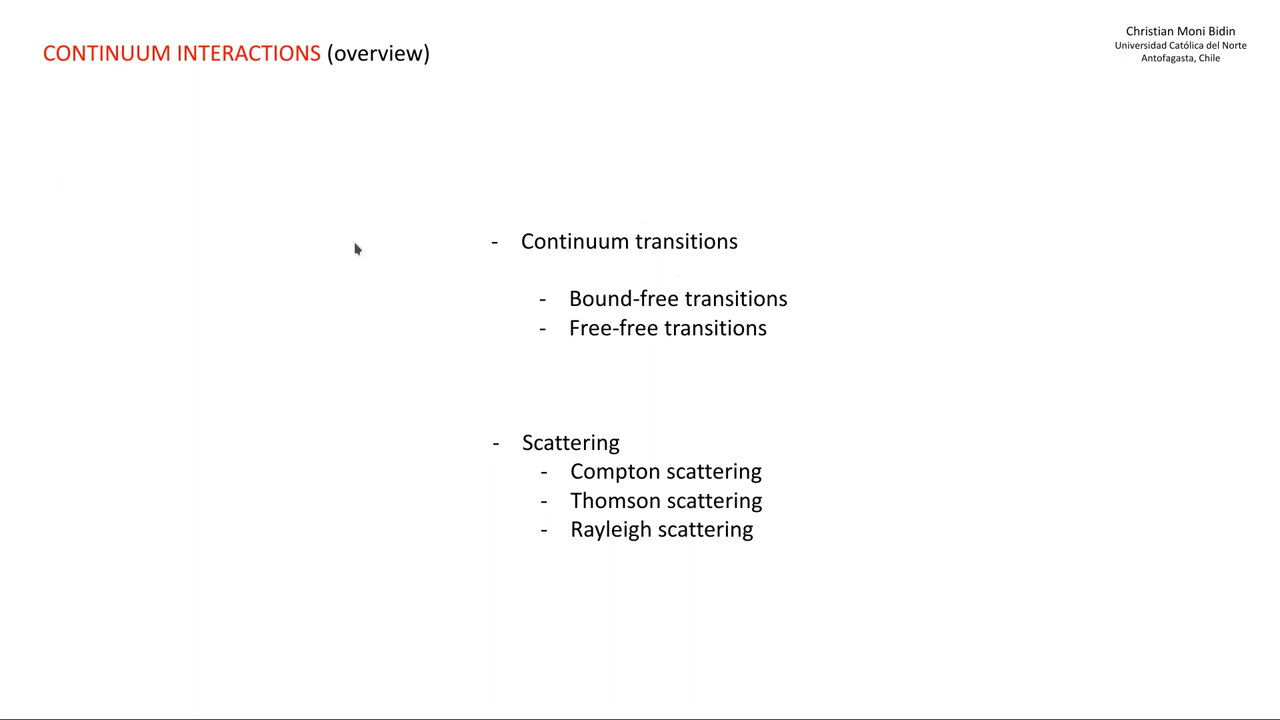 CONTINUUM INTERACTIONS (overview)
Christian Moni Bidin
Universidad Católica del Norte
Antofagasta, Chile
- Continuum transitions
- Bound-free transitions
- Free-free transitions
- Scattering
- Compton scattering
- Thomson scattering
- Rayleigh scattering